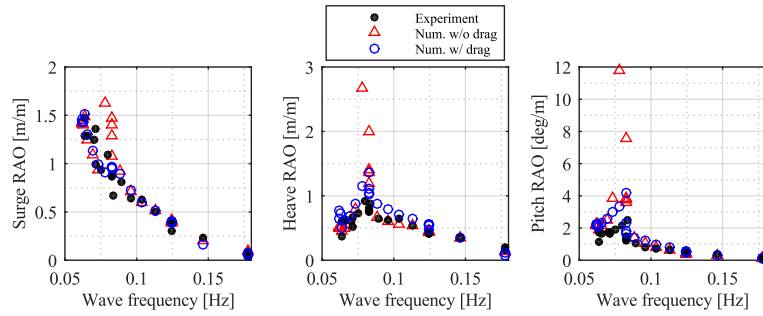 Experiment
Num. w/o drag
Num. w/ drag
2
1.5
1
0.5
0
0.05
0.1
0.15
Surge RAO [m/m]
Wave frequency [Hz]
3
2
1
0
0.05
0.1
0.15
Heave RAO [m/m]
Wave frequency [Hz]
12
10
8
6
4
2
0
0.05
0.1
0.15
Pitch RAO [deg/m]
Wave frequency [Hz]